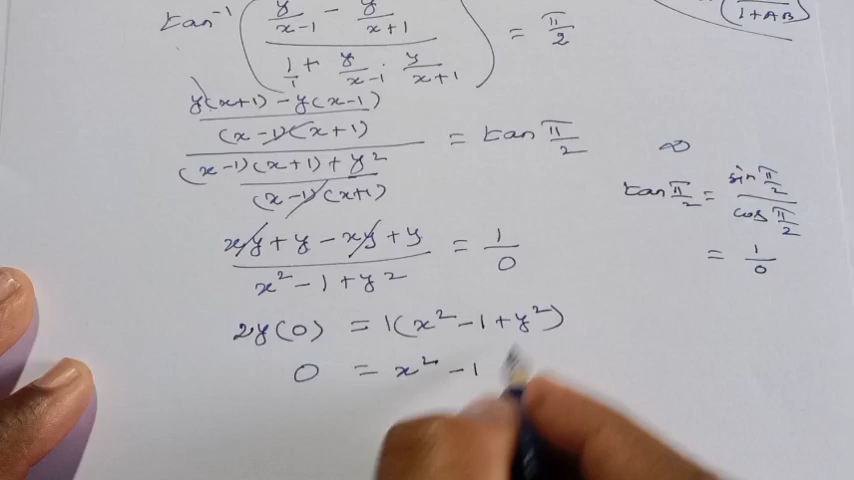 tan⁻¹ ( (y/(x-1) - y/(x+1)) / (1/1 + y/(x-1) · y/(x+1)) ) = π/2
1+AB
(y(x+1) - y(x-1)) / ((x-1)(x+1)) / ((x-1)(x+1) + y²) / ((x-1)(x+1)) = tan π/2
∞
tan π/2 = sin π/2 / cos π/2
= 1/0
(xy + y - xy + y) / (x² - 1 + y²) = 1/0
2y(0) = 1(x² - 1 + y²)
0 = x² - 1